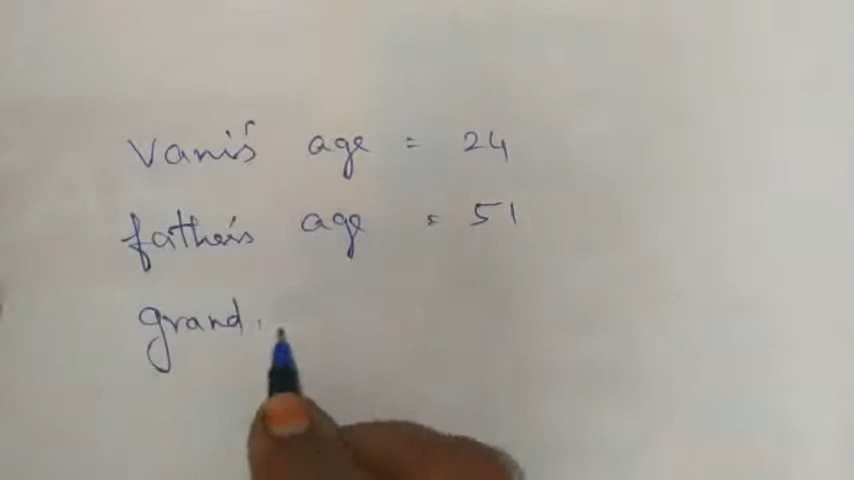 Vani's age = 24
father's age = 51
grand